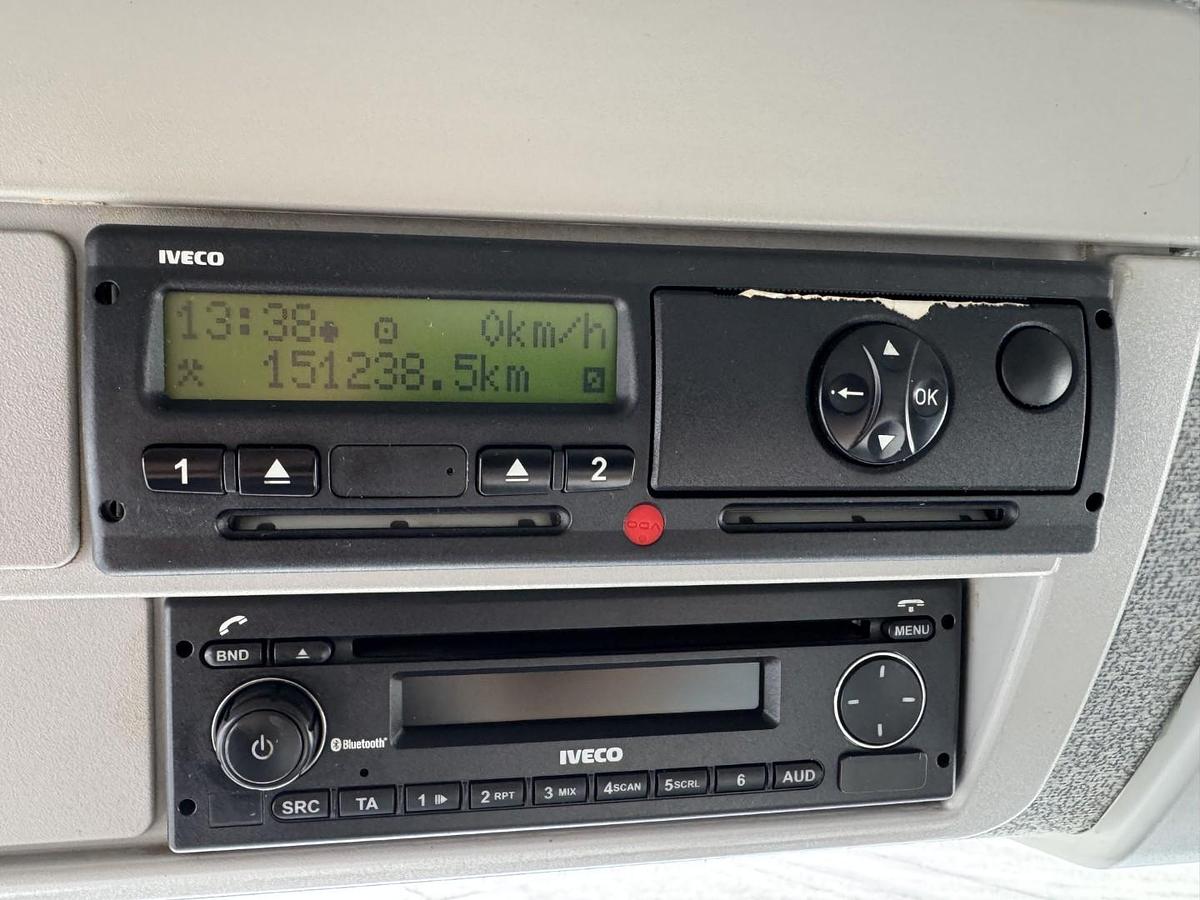 IVECO
13:38 0km/h
151238.5km
1 2
OK
VDO
BND MENU
Bluetooth
IVECO
SRC TA 1 2 RPT 3 MIX 4SCAN 5SCRL 6 AUD